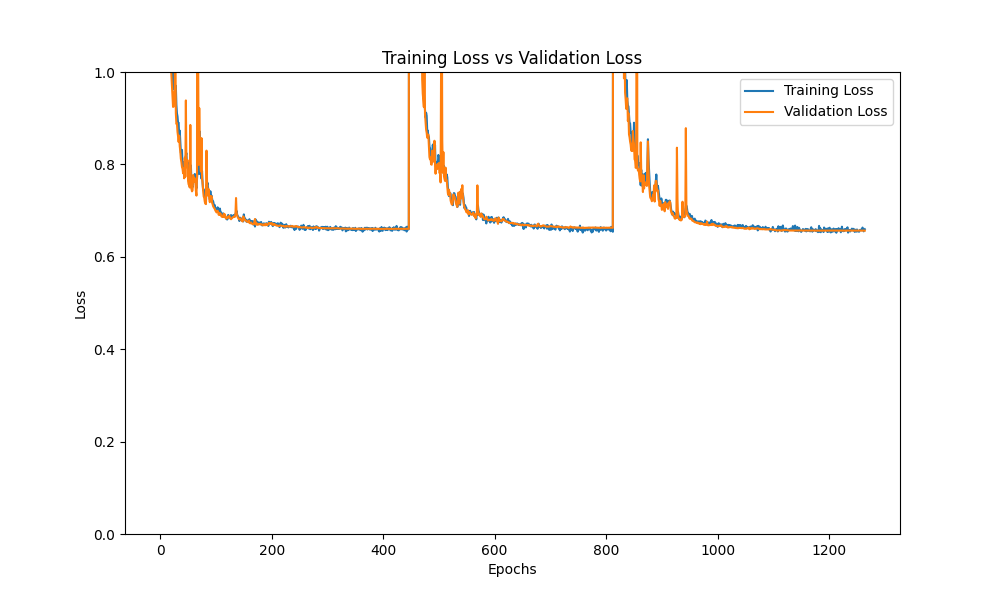 Training Loss vs Validation Loss
1.0
0.8
0.6
0.4
0.2
0.0
Loss
Training Loss
Validation Loss
0 200 400 600 800 1000 1200
Epochs